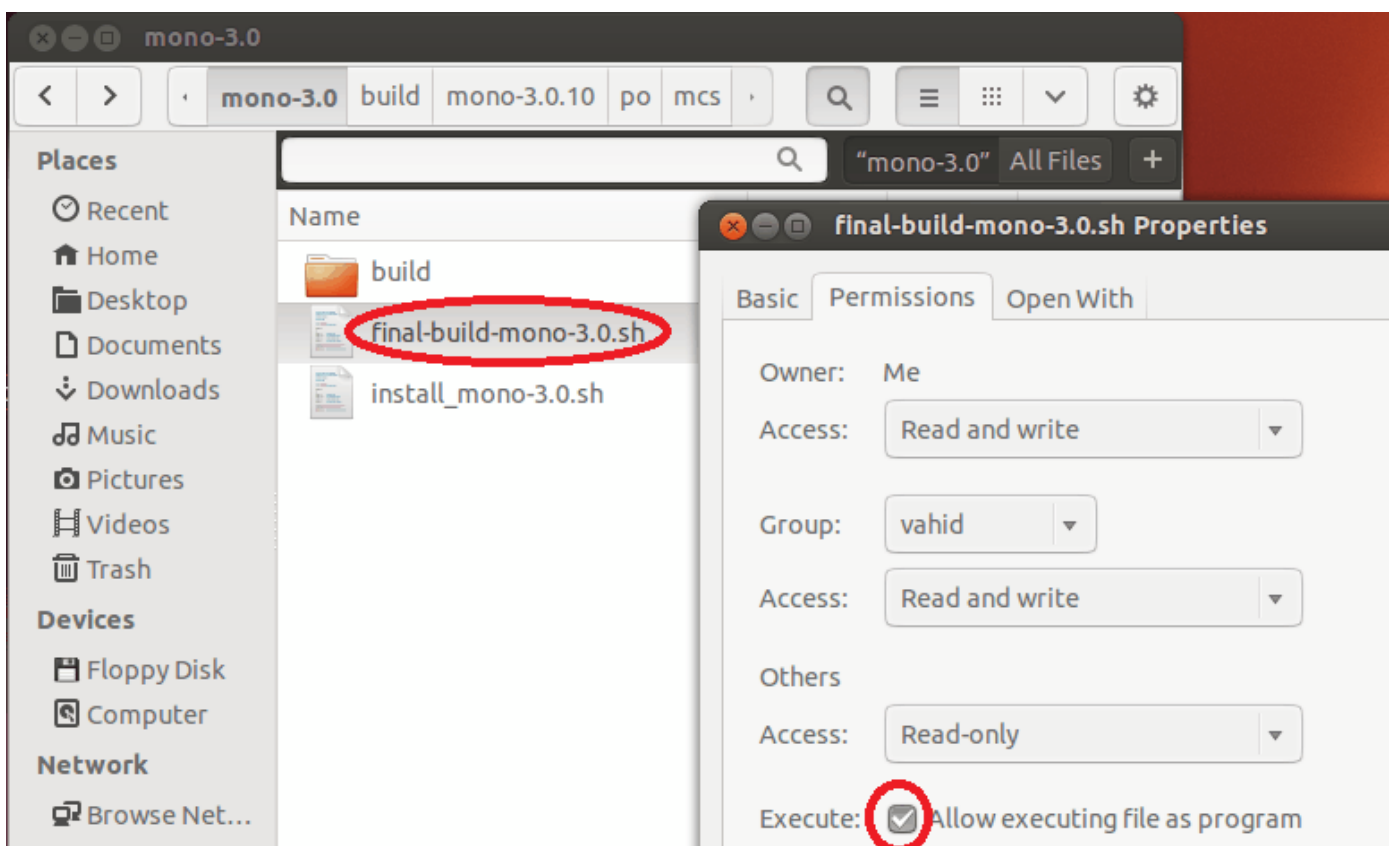 mono-3.0
mono-3.0 build mono-3.0.10 po mcs
Places
Recent
Home
Desktop
Documents
Downloads
Music
Pictures
Videos
Trash
Devices
Floppy Disk
Computer
Network
Browse Net...
“mono-3.0” All Files +
Name
build
final-build-mono-3.0.sh
install_mono-3.0.sh
final-build-mono-3.0.sh Properties
Basic Permissions Open With
Owner: Me
Access: Read and write
Group: vahid
Access: Read and write
Others
Access: Read-only
Execute: Allow executing file as program